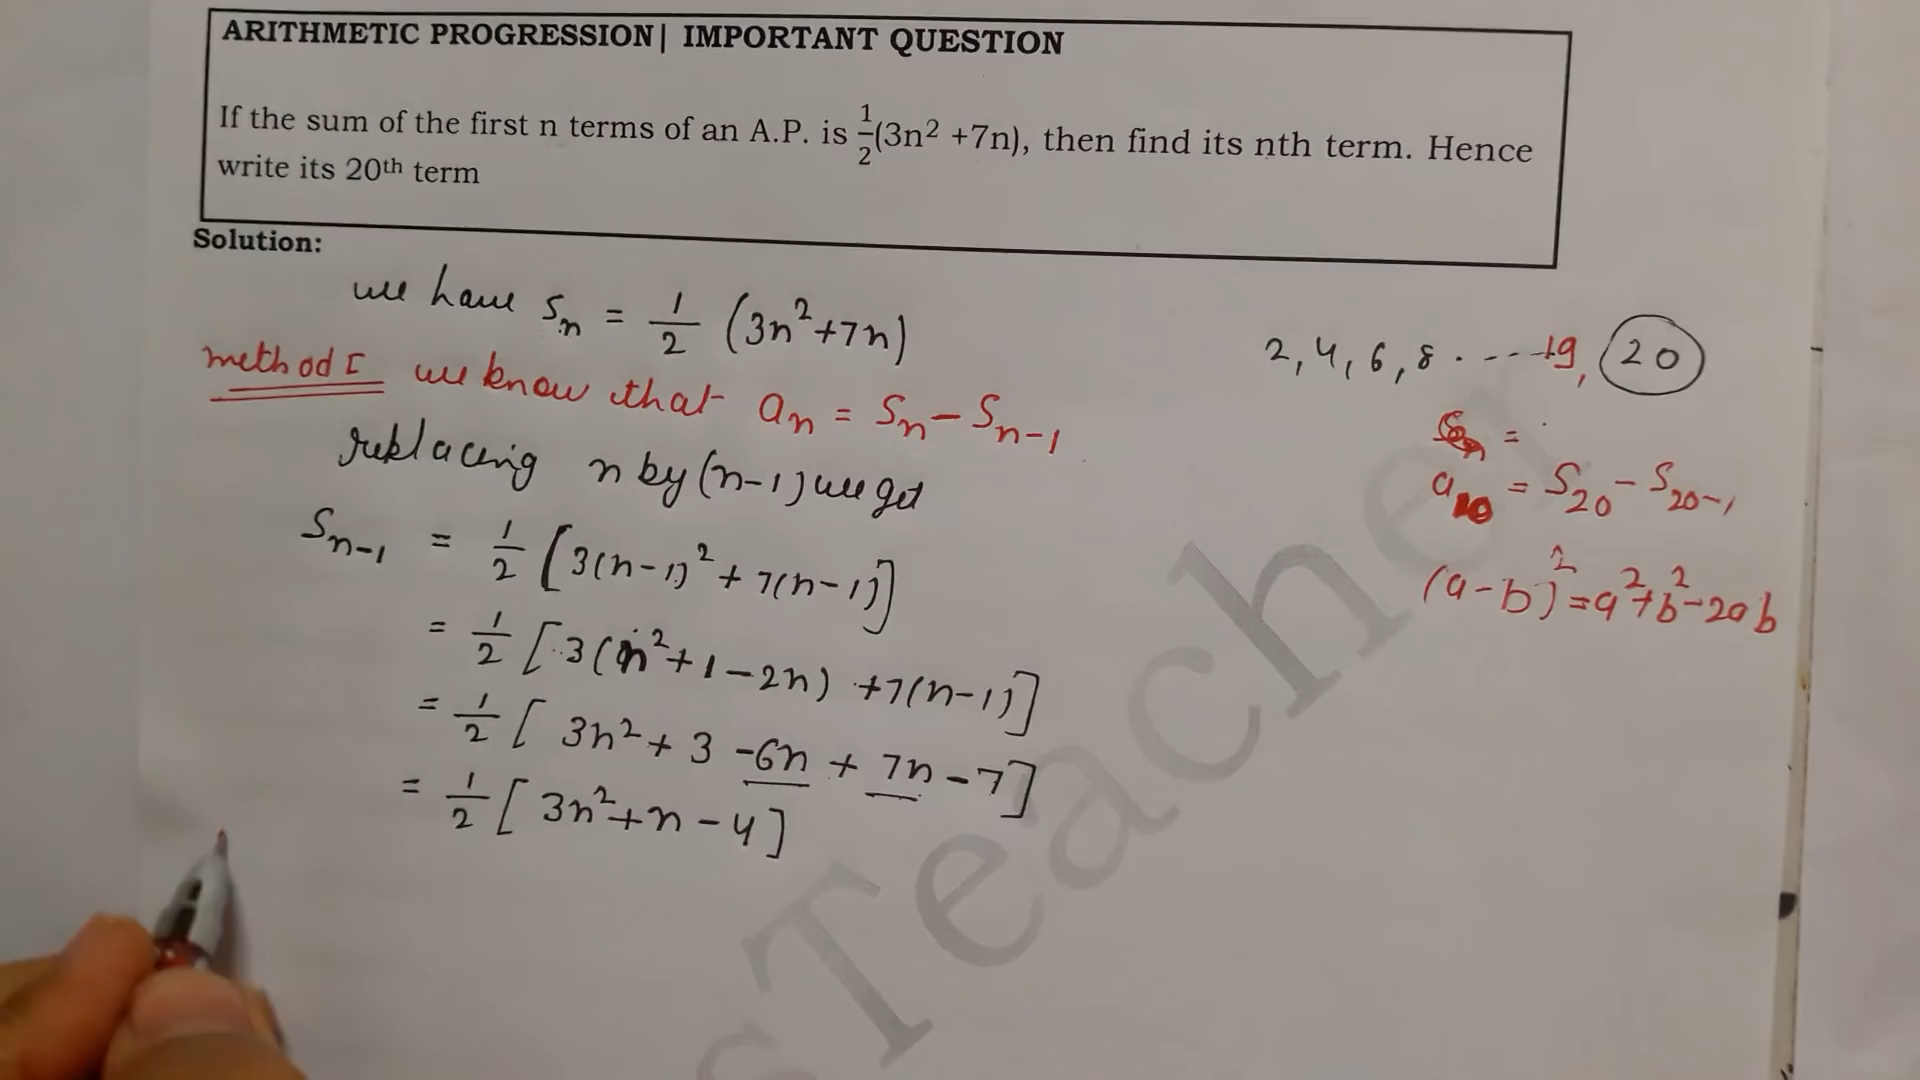 ARITHMETIC PROGRESSION| IMPORTANT QUESTION
If the sum of the first n terms of an A.P. is 1/2(3n² +7n), then find its nth term. Hence
write its 20th term
Solution:
we have Sn = 1/2 (3n²+7n)
method I we know that an = Sn - Sn-1
replacing n by (n-1) we get
Sn-1 = 1/2 [3(n-1)² + 7(n-1)]
= 1/2 [3(n²+1-2n) +7(n-1)]
= 1/2 [ 3n²+3 -6n + 7n -7]
= 1/2 [ 3n²+n-4]
2, 4, 6, 8 . - - - 19, 20
=
a = S20 - S20-1
(a-b)² = a²+b²-2ab
sTeacher